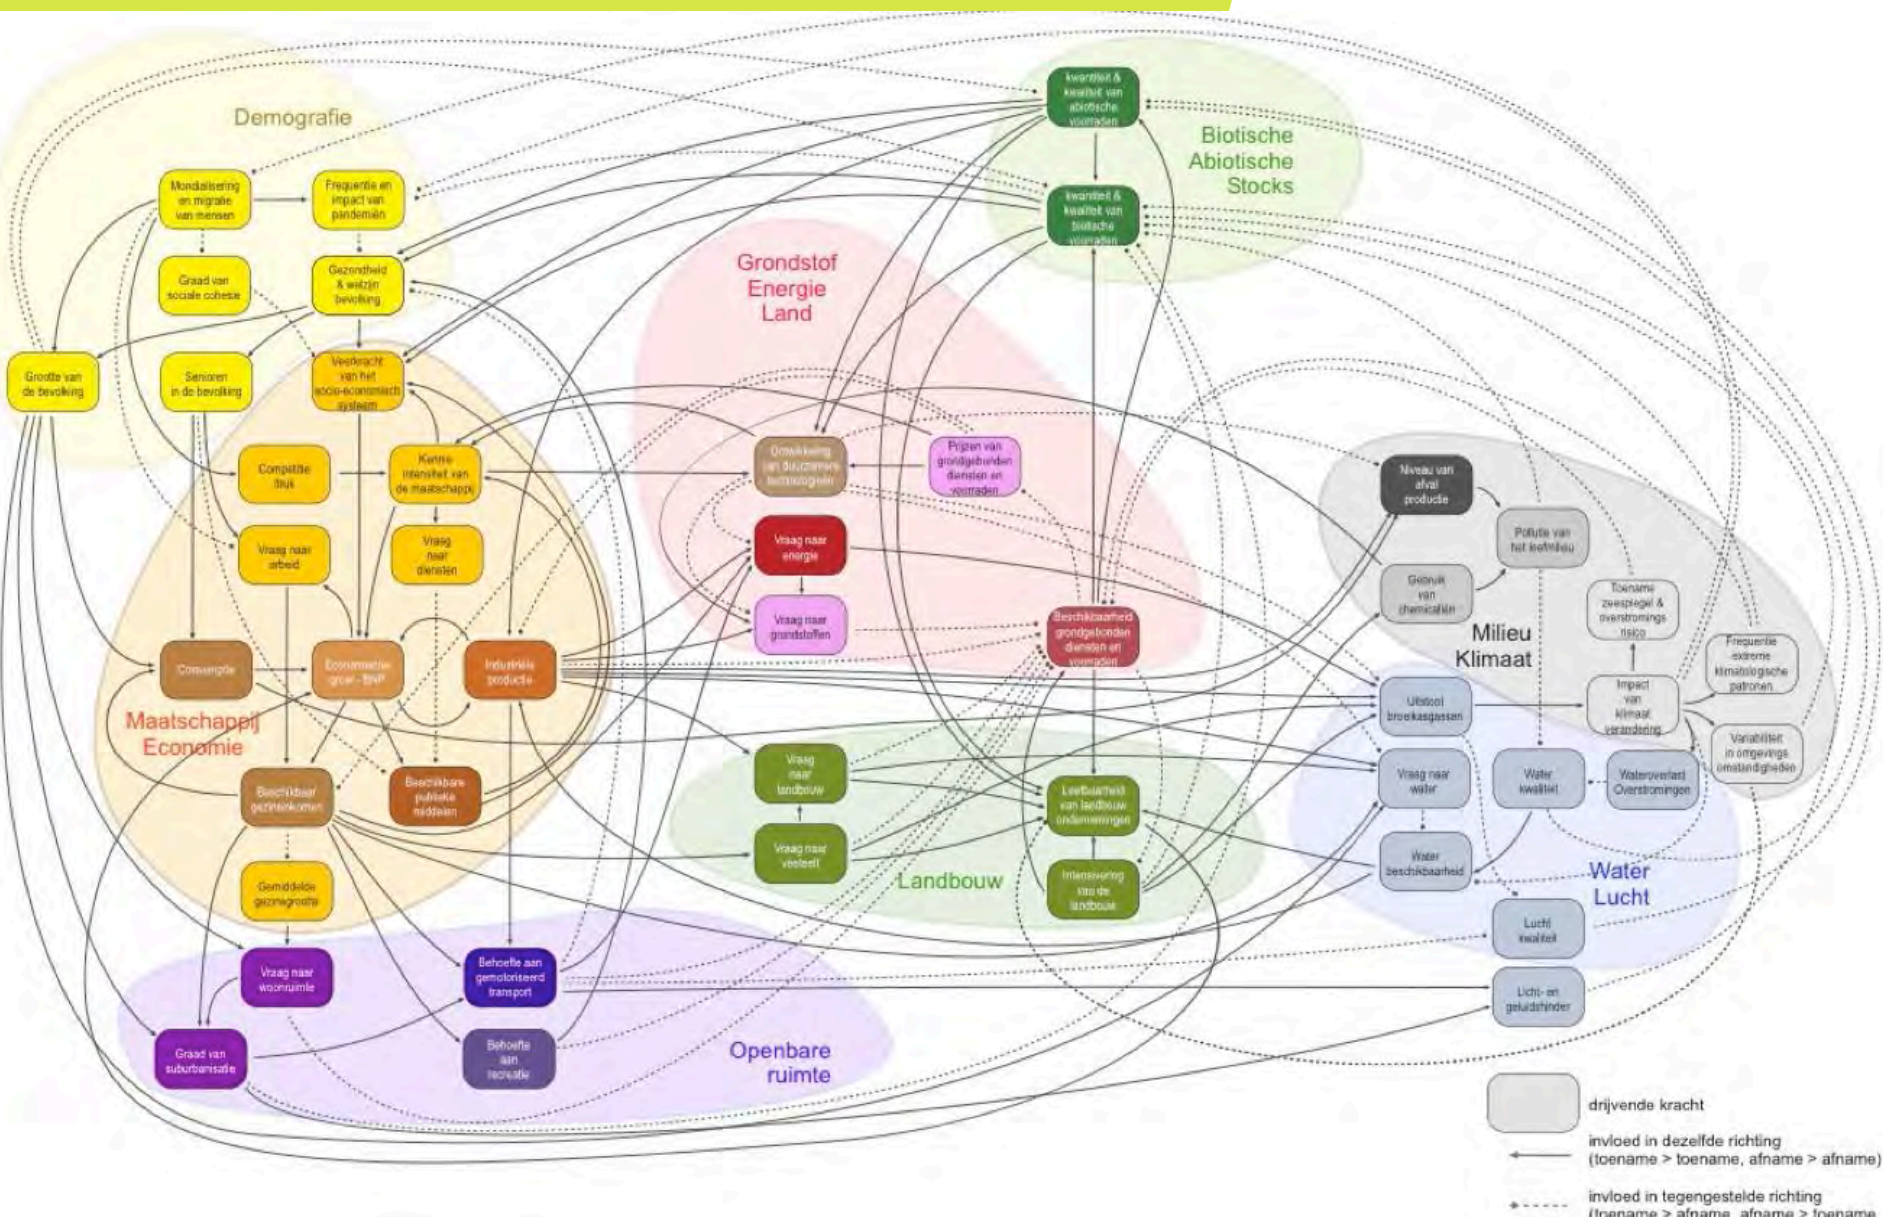 Demografie
Mondialisering
en migratie
van mensen
Frequentie en
impact van
pandemiën
Graad van
sociale cohesie
Gezondheid
& welzijn
bevolking
Grootte van
de bevolking
Senioren
in de bevolking
Veerkracht
van het
socio-economisch
systeem
Competitie
druk
Kennis
intensiteit van
de maatschappij
Vraag naar
arbeid
Vraag
naar
diensten
Consumptie
Economische
groei - BNP
Industriële
productie
Maatschappij
Economie
Beschikbaar
gezinsinkomen
Beschikbare
publieke
middelen
Gemiddelde
gezinsgrootte
Vraag naar
woonruimte
Behoefte aan
gemotoriseerd
transport
Graad van
suburbanisatie
Behoefte
aan
recreatie
Openbare
ruimte
kwantiteit &
kwaliteit van
abiotische
voorraden
kwantiteit &
kwaliteit van
biotische
voorraden
Biotische
Abiotische
Stocks
Grondstof
Energie
Land
Ontwikkeling
van duurzamere
technologieën
Prijzen van
grondgebonden
diensten en
voorraden
Vraag naar
energie
Vraag naar
grondstoffen
Beschikbaarheid
grondgebonden
diensten en
voorraden
Vraag
naar
landbouw
Vraag naar
veeteelt
Leefbaarheid
van landbouw
ondernemingen
Intensivering
van de
landbouw
Landbouw
Niveau van
afval
productie
Pollutie van
het leefmilieu
Gebruik
van
chemicaliën
Toename
zeespiegel &
overstromings
risico
Milieu
Klimaat
Frequentie
extreme
klimatologische
patronen
Impact
van
klimaat
verandering
Variabiliteit
in omgevings
omstandigheden
Uitstoot
broeikasgassen
Vraag naar
water
Water
kwaliteit
Wateroverlast
Overstromingen
Water
beschikbaarheid
Water
Lucht
Lucht
kwaliteit
Licht- en
geluidshinder
drijvende kracht
invloed in dezelfde richting
(toename > toename, afname > afname)
invloed in tegengestelde richting
(toename > afname, afname > toename